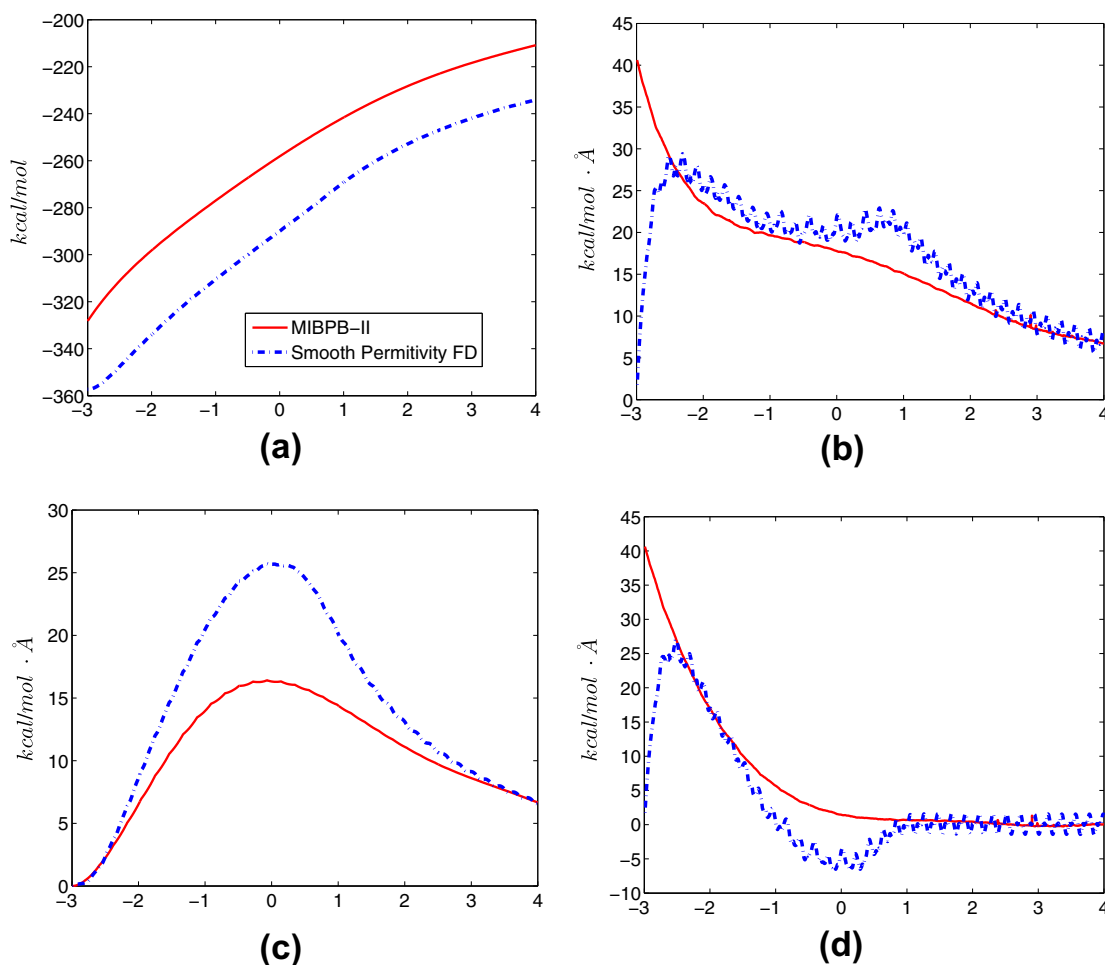 −200
−220
−240
−260
−280
−300
−320
−340
−360
kcal/mol
MIBPB−II
Smooth Permitivity FD
−3 −2 −1 0 1 2 3 4
(a)
45
40
35
30
25
20
15
10
5
0
kcal/mol · Å
−3 −2 −1 0 1 2 3 4
(b)
30
25
20
15
10
5
0
kcal/mol · Å
−3 −2 −1 0 1 2 3 4
(c)
45
40
35
30
25
20
15
10
5
0
−5
−10
kcal/mol · Å
−3 −2 −1 0 1 2 3 4
(d)